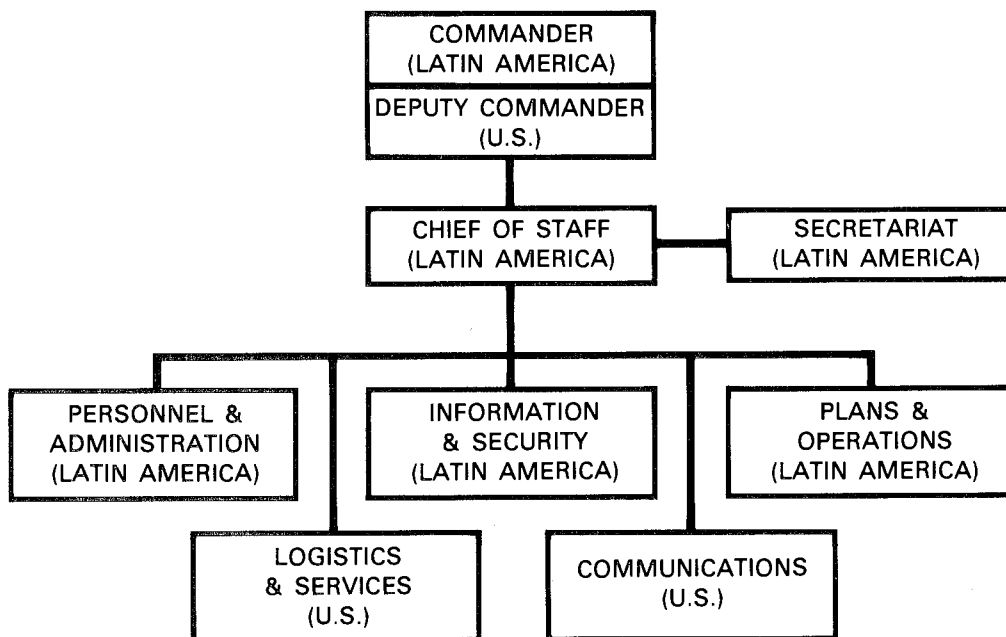 COMMANDER
(LATIN AMERICA)
DEPUTY COMMANDER
(U.S.)
CHIEF OF STAFF
(LATIN AMERICA)
SECRETARIAT
(LATIN AMERICA)
PERSONNEL &
ADMINISTRATION
(LATIN AMERICA)
INFORMATION
& SECURITY
(LATIN AMERICA)
PLANS &
OPERATIONS
(LATIN AMERICA)
LOGISTICS
& SERVICES
(U.S.)
COMMUNICATIONS
(U.S.)